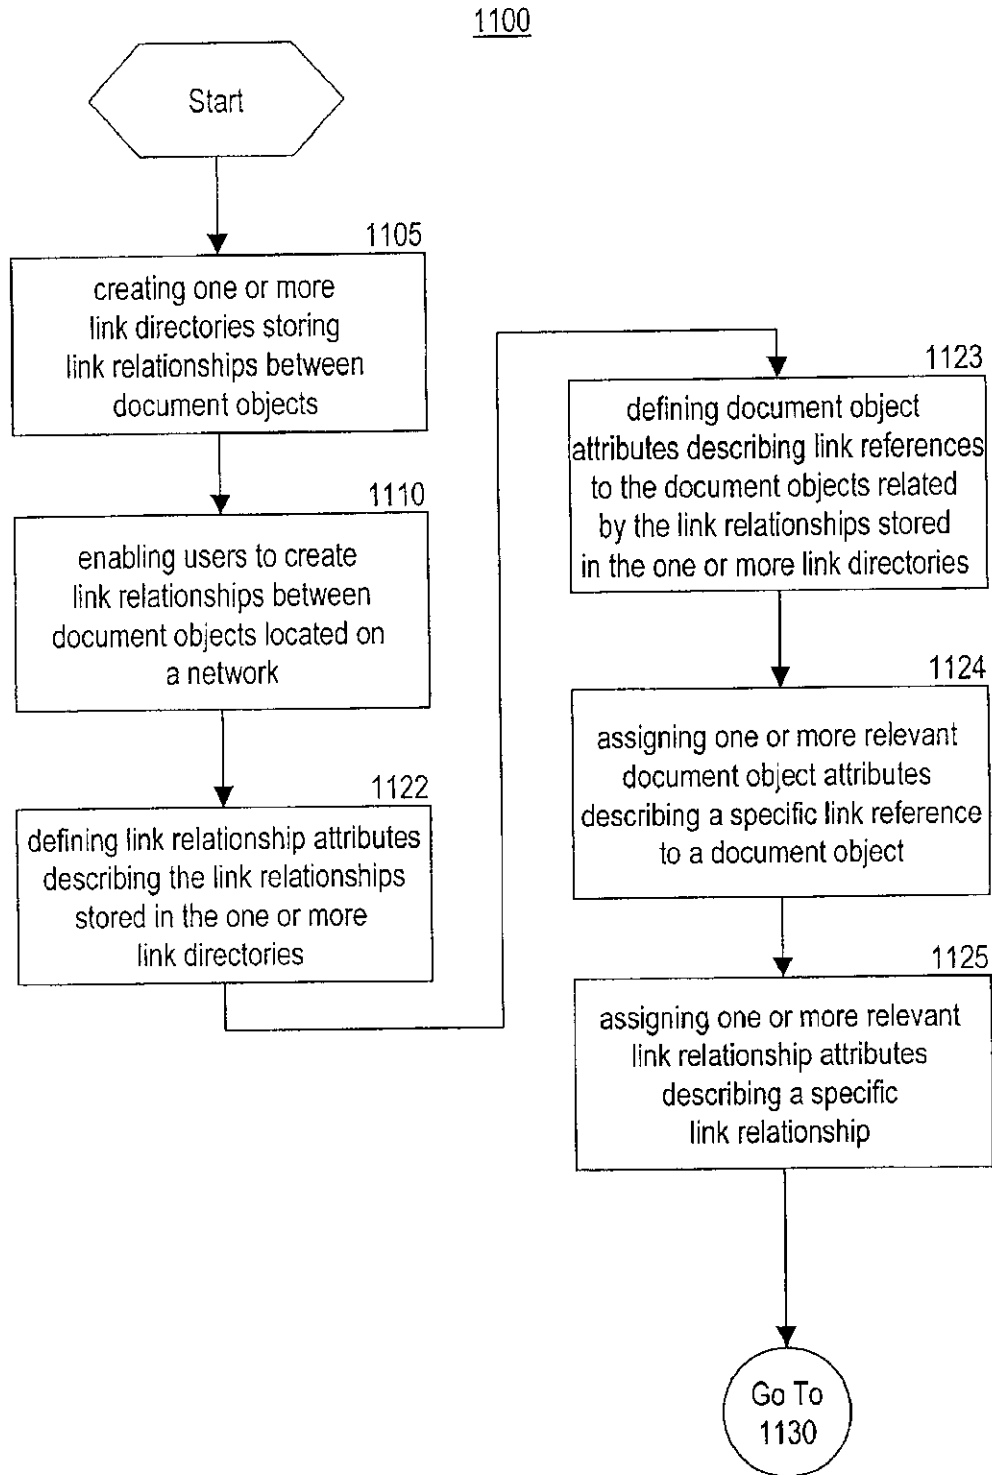 1100
Start
1105
creating one or more
link directories storing
link relationships between
document objects
1110
enabling users to create
link relationships between
document objects located on
a network
1122
defining link relationship attributes
describing the link relationships
stored in the one or more
link directories
1123
defining document object
attributes describing link references
to the document objects related
by the link relationships stored
in the one or more link directories
1124
assigning one or more relevant
document object attributes
describing a specific link reference
to a document object
1125
assigning one or more relevant
link relationship attributes
describing a specific
link relationship
Go To
1130